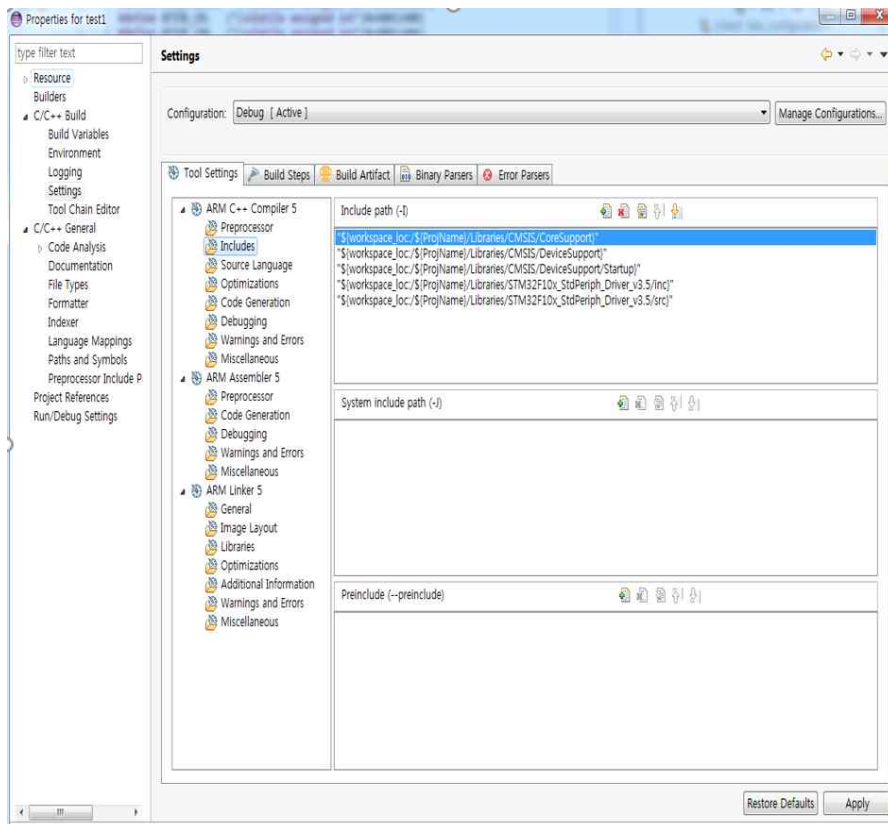 Properties for test1
type filter text
Resource
Builders
C/C++ Build
Build Variables
Environment
Logging
Settings
Tool Chain Editor
C/C++ General
Code Analysis
Documentation
File Types
Formatter
Indexer
Language Mappings
Paths and Symbols
Preprocessor Include P
Project References
Run/Debug Settings
Settings
Configuration: Debug [ Active ]
Manage Configurations...
Tool Settings
Build Steps
Build Artifact
Binary Parsers
Error Parsers
ARM C++ Compiler 5
Preprocessor
Includes
Source Language
Optimizations
Code Generation
Debugging
Warnings and Errors
Miscellaneous
ARM Assembler 5
Preprocessor
Code Generation
Debugging
Warnings and Errors
Miscellaneous
ARM Linker 5
General
Image Layout
Libraries
Optimizations
Additional Information
Warnings and Errors
Miscellaneous
Include path (-I)
"${workspace_loc:/${ProjName}/Libraries/CMSIS/CoreSupport}"
"${workspace_loc:/${ProjName}/Libraries/CMSIS/DeviceSupport}"
"${workspace_loc:/${ProjName}/Libraries/CMSIS/DeviceSupport/Startup}"
"${workspace_loc:/${ProjName}/Libraries/STM32F10x_StdPeriph_Driver_v3.5/inc}"
"${workspace_loc:/${ProjName}/Libraries/STM32F10x_StdPeriph_Driver_v3.5/src}"
System include path (-J)
Preinclude (--preinclude)
Restore Defaults
Apply